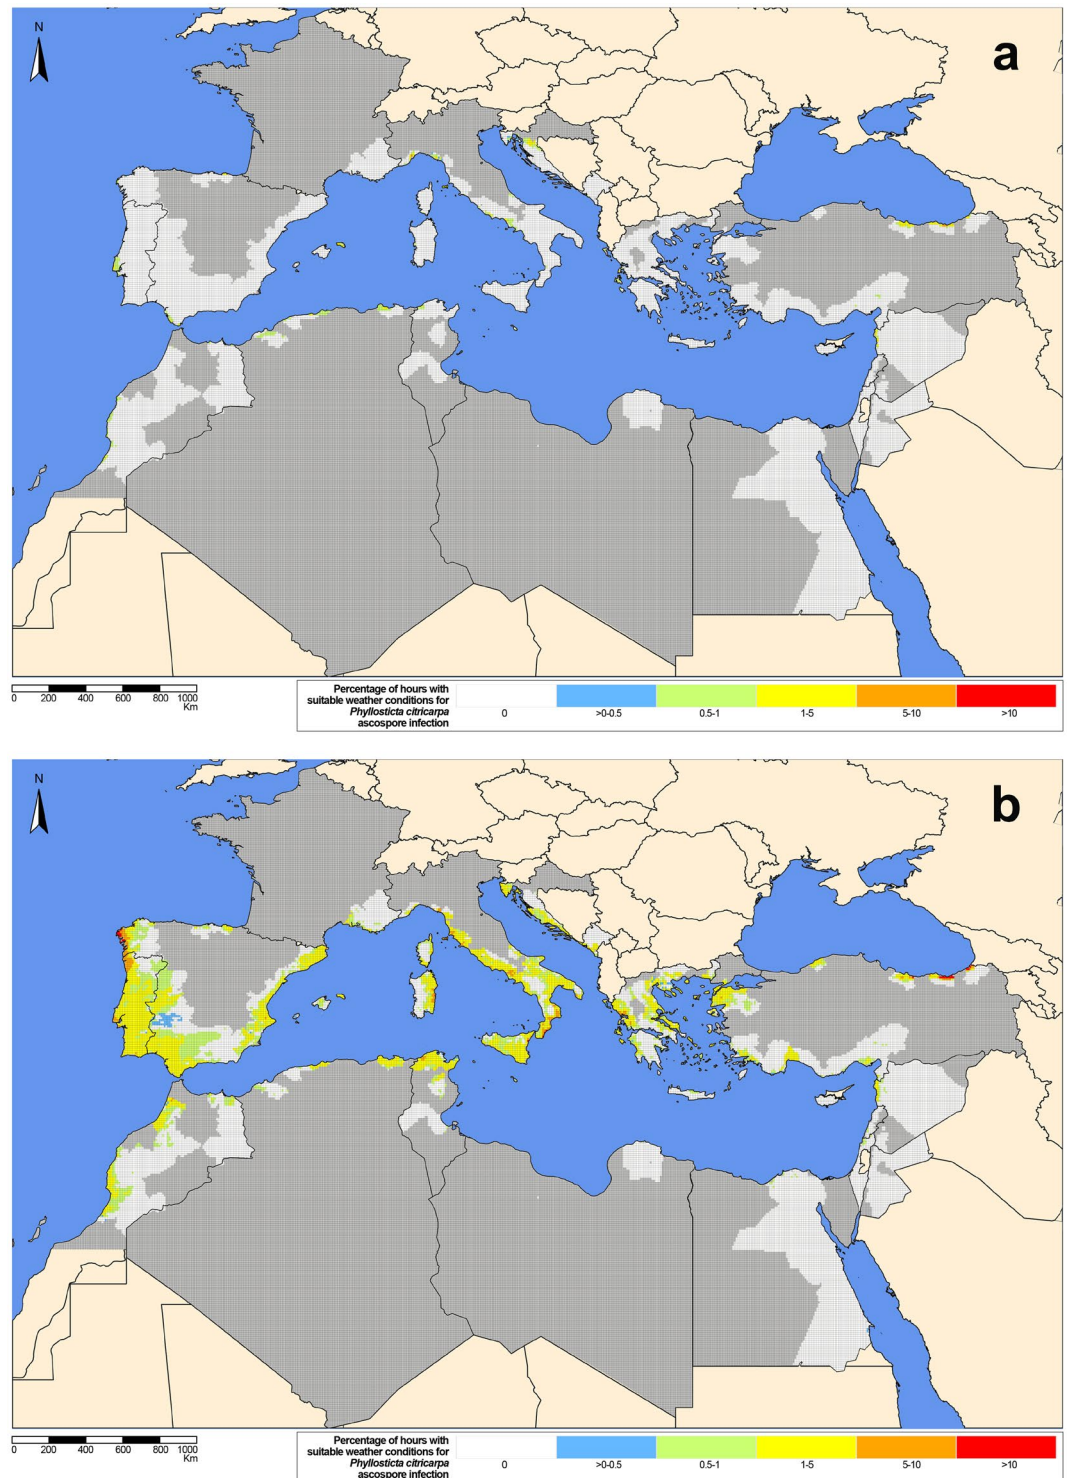 N
a
0 200 400 600 800 1000
Km
Percentage of hours with
suitable weather conditions for
Phyllosticta citricarpa
ascospore infection
0 >0-0.5 0.5-1 1-5 5-10 >10
N
b
0 200 400 600 800 1000
Km
Percentage of hours with
suitable weather conditions for
Phyllosticta citricarpa
ascospore infection
0 >0-0.5 0.5-1 1-5 5-10 >10